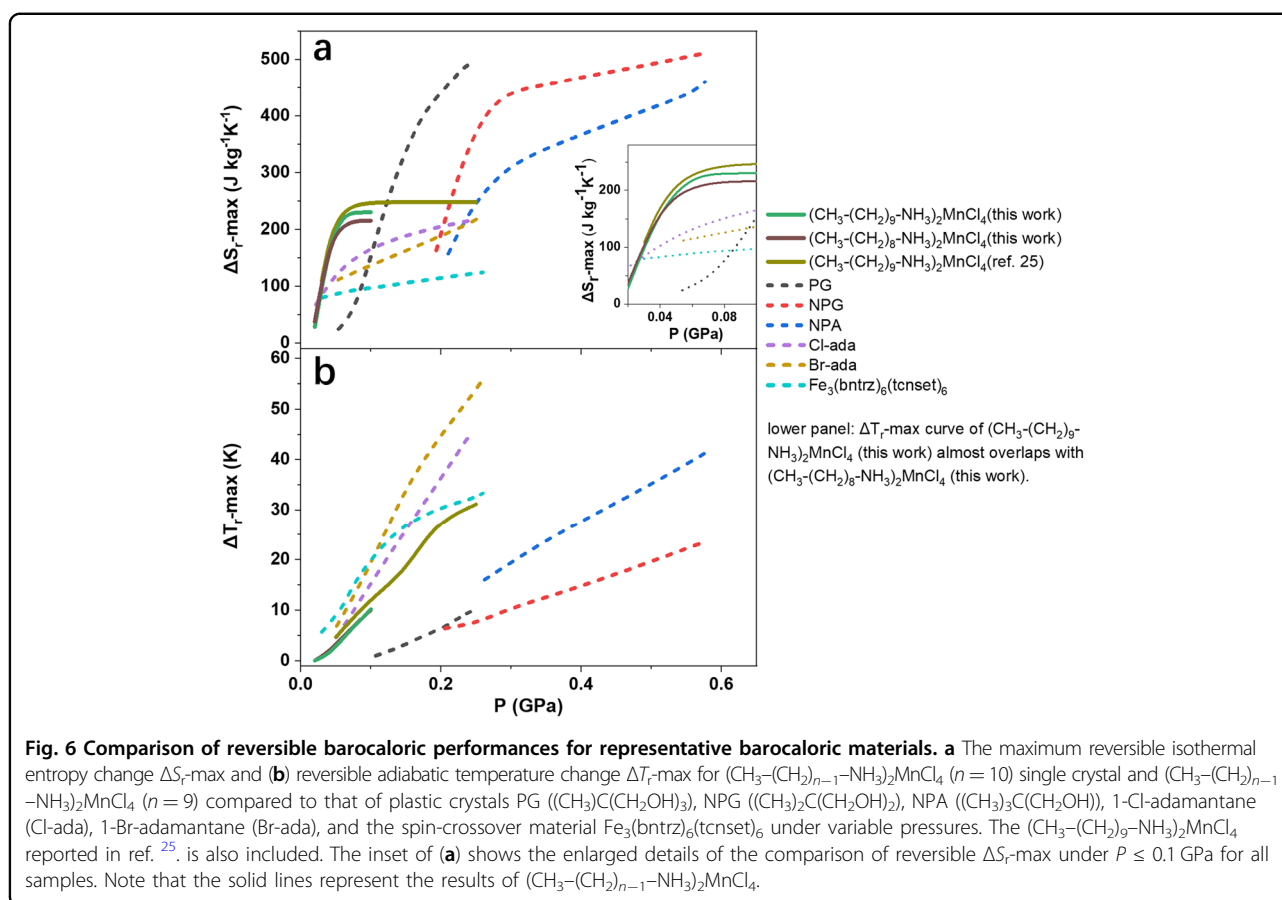 a
500
400
300
200
100
0
ΔSr-max (J kg-1K-1)
200
100
0
ΔSr-max (J kg-1K-1)
0.04 0.08
P (GPa)
b
60
50
40
30
20
10
0
ΔTr-max (K)
0.0 0.2 0.4 0.6
P (GPa)
(CH3-(CH2)9-NH3)2MnCl4(this work)
(CH3-(CH2)8-NH3)2MnCl4(this work)
(CH3-(CH2)9-NH3)2MnCl4(ref. 25)
PG
NPG
NPA
Cl-ada
Br-ada
Fe3(bntrz)6(tcnset)6
lower panel: ΔTr-max curve of (CH3-(CH2)9-
NH3)2MnCl4 (this work) almost overlaps with
(CH3-(CH2)8-NH3)2MnCl4 (this work).
Fig. 6 Comparison of reversible barocaloric performances for representative barocaloric materials. a The maximum reversible isothermal
entropy change ΔSr-max and (b) reversible adiabatic temperature change ΔTr-max for (CH3–(CH2)n−1–NH3)2MnCl4 (n = 10) single crystal and (CH3–(CH2)n−1
–NH3)2MnCl4 (n = 9) compared to that of plastic crystals PG ((CH3)C(CH2OH)3), NPG ((CH3)2C(CH2OH)2), NPA ((CH3)3C(CH2OH)), 1-Cl-adamantane
(Cl-ada), 1-Br-adamantane (Br-ada), and the spin-crossover material Fe3(bntrz)6(tcnset)6 under variable pressures. The (CH3–(CH2)9–NH3)2MnCl4
reported in ref. 25. is also included. The inset of (a) shows the enlarged details of the comparison of reversible ΔSr-max under P ≤ 0.1 GPa for all
samples. Note that the solid lines represent the results of (CH3–(CH2)n−1–NH3)2MnCl4.